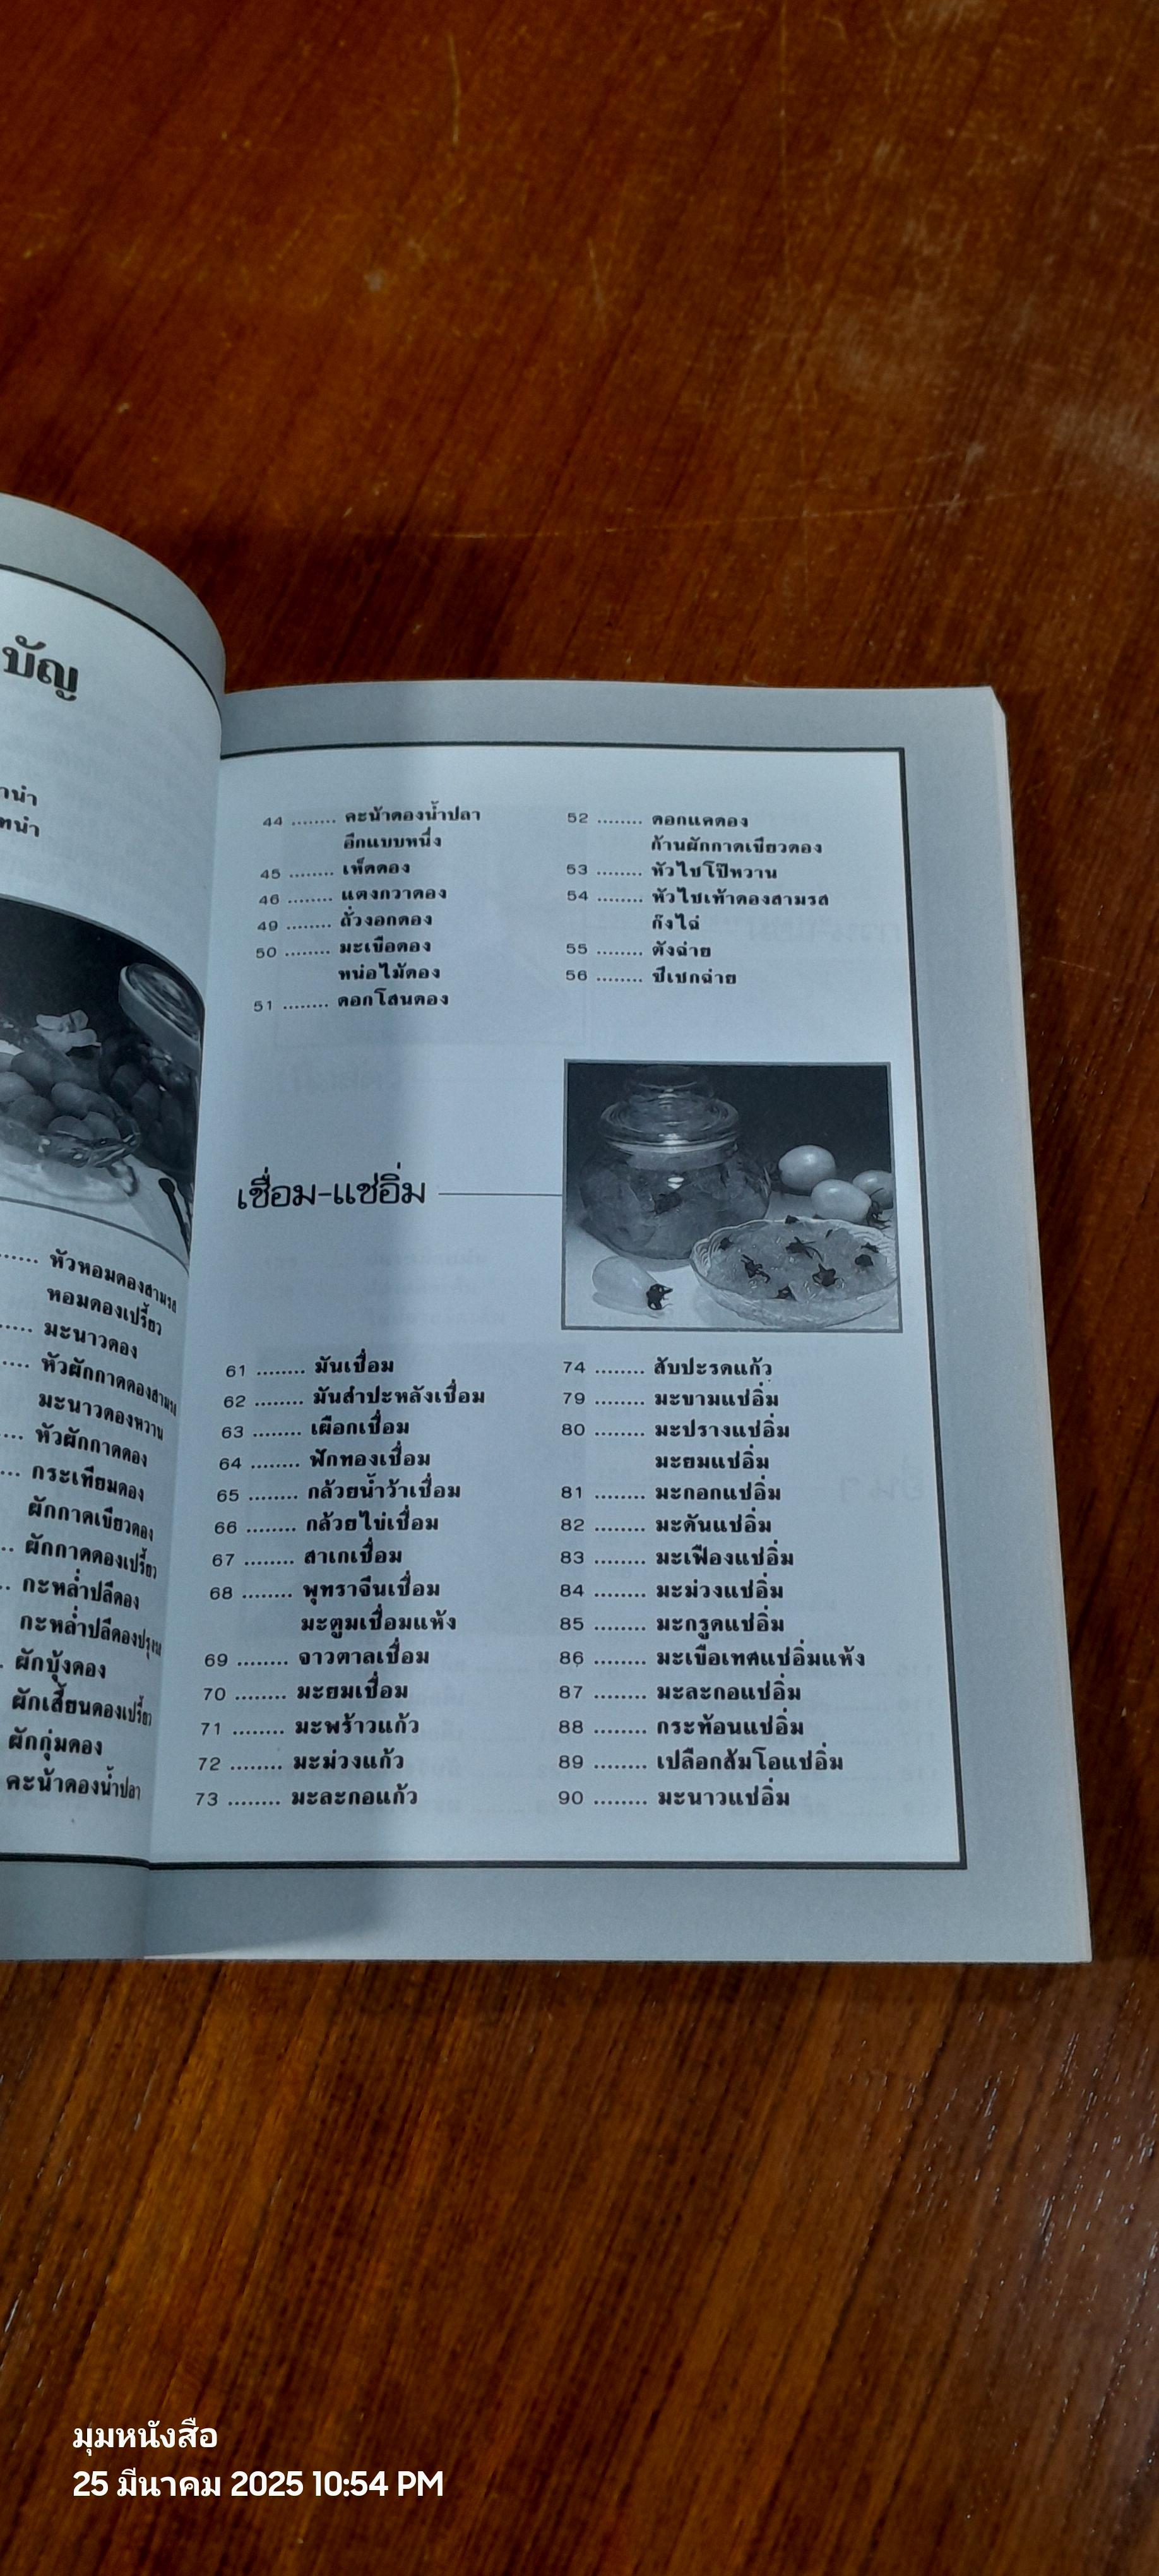 บัญ
หัวหอมดองสามรส
หอมดองเปรี้ยว
มะนาวดอง
หัวผักกาดดองสามรส
มะนาวดองหวาน
หัวผักกาดดอง
กระเทียมดอง
ผักกาดเขียวดอง
ผักกาดดองเปรี้ยว
กะหล่ำปลีดอง
กะหล่ำปลีดองปรุงรส
ผักบุ้งดอง
ผักเสี้ยนดองเปรี้ยว
ผักกุ่มดอง
คะน้าดองน้ำปลา
44 ........ คะน้าดองน้ำปลา
อีกแบบหนึ่ง
45 ........ เห็ดดอง
46 ........ แตงกวาดอง
49 ........ ถั่วงอกดอง
50 ........ มะเขือดอง
หน่อไม้ดอง
51 ........ ดอกโสนดอง
52 ........ ดอกแคดอง
ก้านผักกาดเขียวดอง
53 ........ หัวไชโป๊หวาน
54 ........ หัวไชเท้าดองสามรส
ก๊งไฉ่
55 ........ ตังฉ่าย
56 ........ ซีเซกฉ่าย
เชื่อม-แช่อิ่ม
61 ........ มันเชื่อม
62 ........ มันสำปะหลังเชื่อม
63 ........ เผือกเชื่อม
64 ........ ฟักทองเชื่อม
65 ........ กล้วยน้ำว้าเชื่อม
66 ........ กล้วยไข่เชื่อม
67 ........ สาเกเชื่อม
68 ........ พุทราจีนเชื่อม
มะตูมเชื่อมแห้ง
69 ........ จาวตาลเชื่อม
70 ........ มะยมเชื่อม
71 ........ มะพร้าวแก้ว
72 ........ มะม่วงแก้ว
73 ........ มะละกอแก้ว
74 ........ สับปะรดแก้ว
79 ........ มะขามแช่อิ่ม
80 ........ มะปรางแช่อิ่ม
มะยมแช่อิ่ม
81 ........ มะกอกแช่อิ่ม
82 ........ มะดันแช่อิ่ม
83 ........ มะเฟืองแช่อิ่ม
84 ........ มะม่วงแช่อิ่ม
85 ........ มะกรูดแช่อิ่ม
86 ........ มะเขือเทศแช่อิ่มแห้ง
87 ........ มะละกอแช่อิ่ม
88 ........ กระท้อนแช่อิ่ม
89 ........ เปลือกส้มโอแช่อิ่ม
90 ........ มะนาวแช่อิ่ม
มุมหนังสือ
25 มีนาคม 2025 10:54 PM